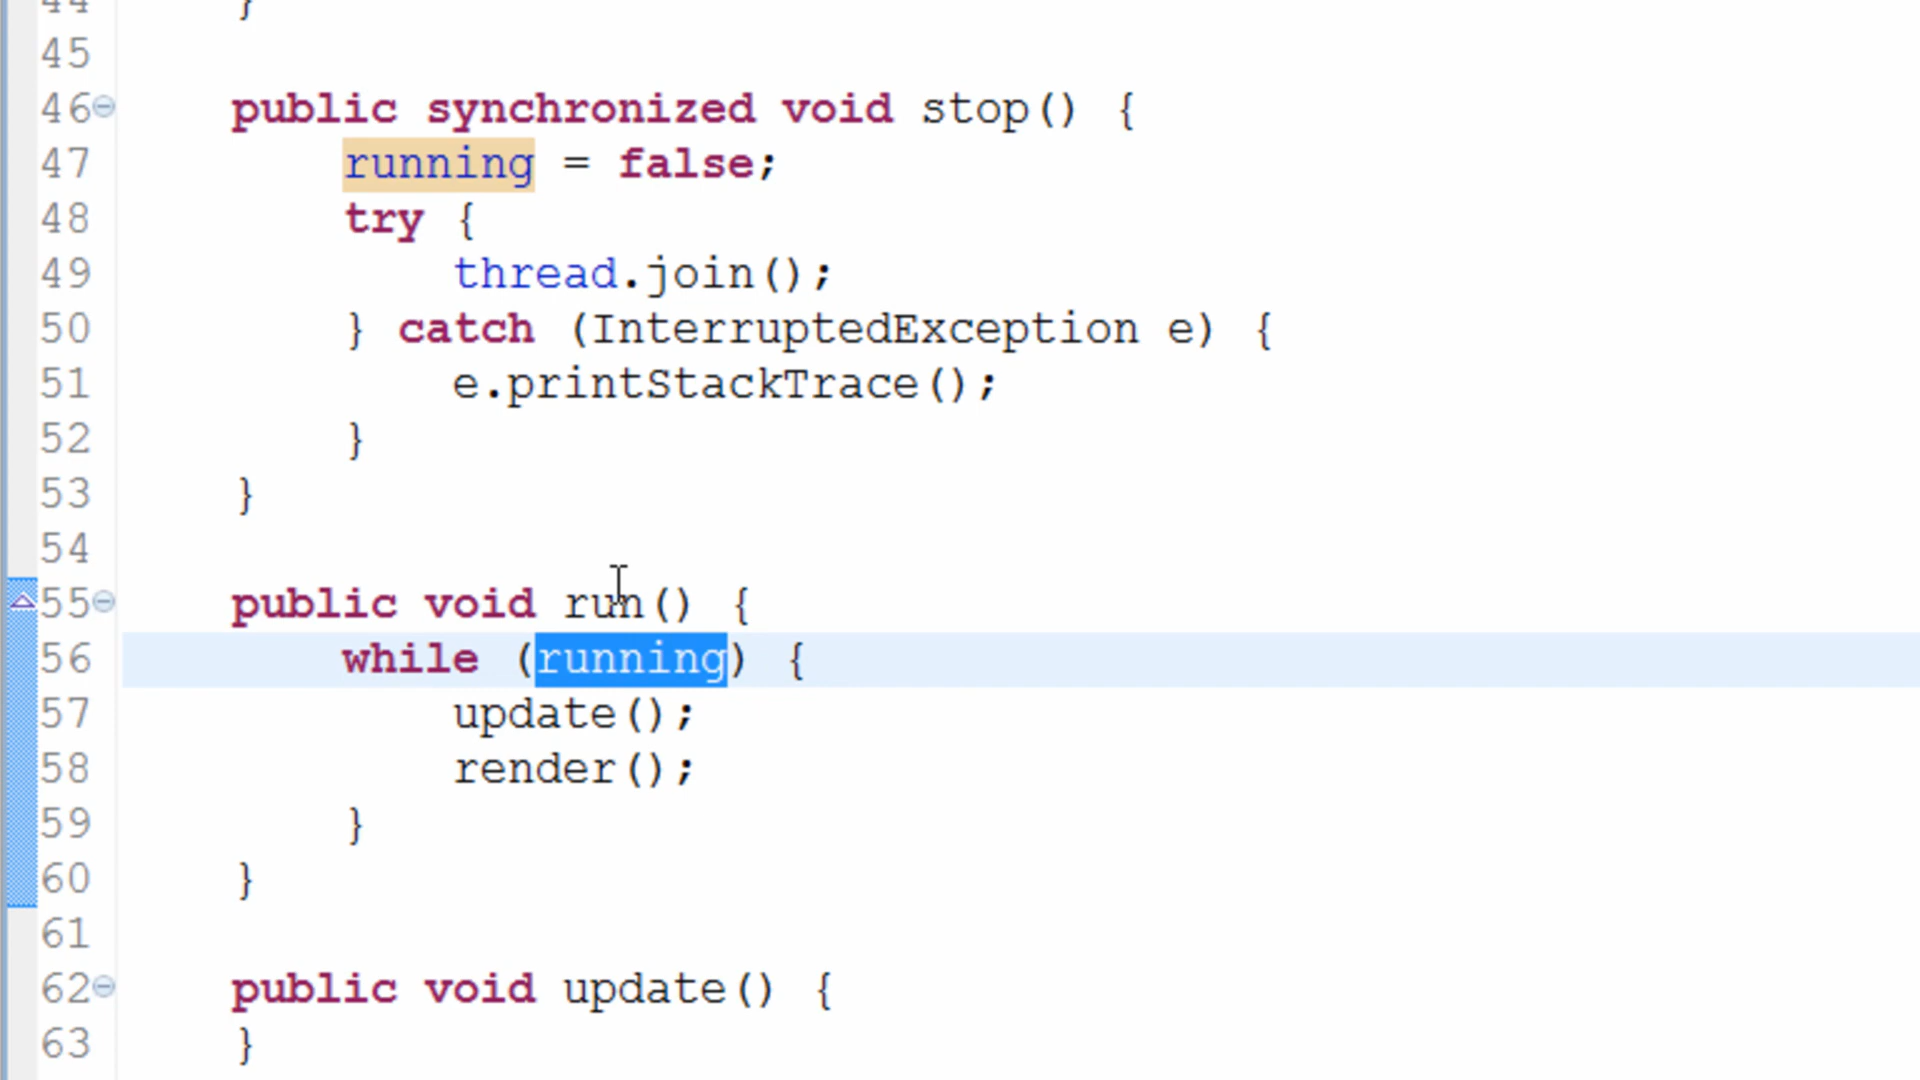 44 }
45
46 public synchronized void stop() {
47 running = false;
48 try {
49 thread.join();
50 } catch (InterruptedException e) {
51 e.printStackTrace();
52 }
53 }
54
55 public void run() {
56 while (running) {
57 update();
58 render();
59 }
60 }
61
62 public void update() {
63 }